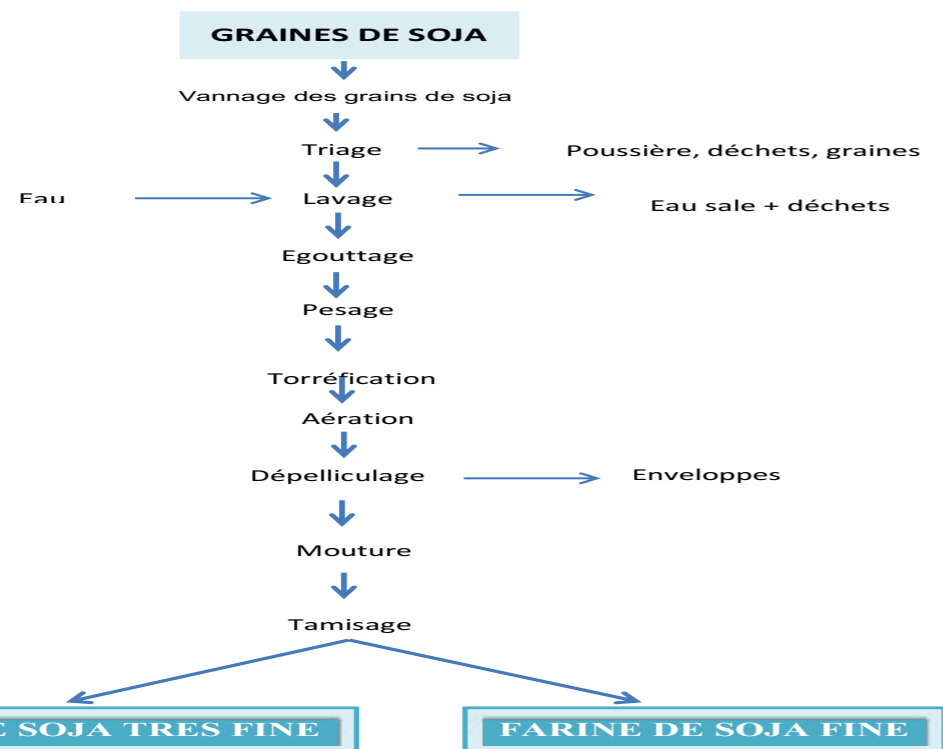 GRAINES DE SOJA
Vannage des grains de soja
Triage
Poussière, déchets, graines
Eau
Lavage
Eau sale + déchets
Egouttage
Pesage
Torréfication
Aération
Dépelliculage
Enveloppes
Mouture
Tamisage
SOJA TRES FINE
FARINE DE SOJA FINE